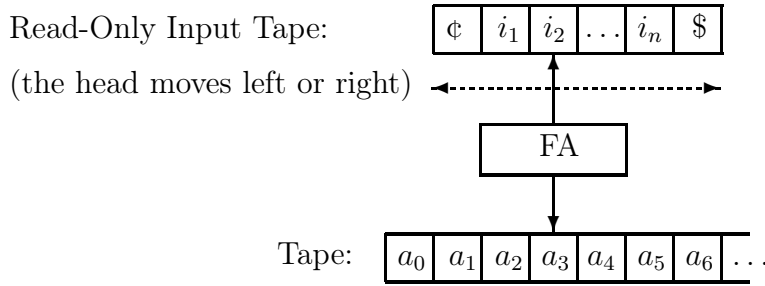 Read-Only Input Tape: ¢ i₁ i₂ ... iₙ $
(the head moves left or right)
FA
Tape: a₀ a₁ a₂ a₃ a₄ a₅ a₆ ...